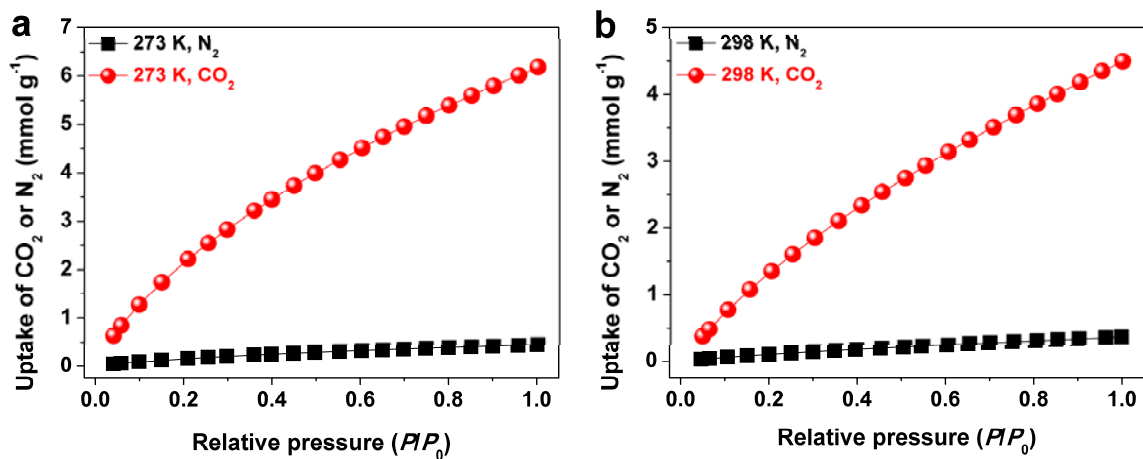 a
7
6
5
4
3
2
1
0
Uptake of CO₂ or N₂ (mmol g⁻¹)
273 K, N₂
273 K, CO₂
0.0 0.2 0.4 0.6 0.8 1.0
Relative pressure (P/P₀)
b
5
4
3
2
1
0
Uptake of CO₂ or N₂ (mmol g⁻¹)
298 K, N₂
298 K, CO₂
0.0 0.2 0.4 0.6 0.8 1.0
Relative pressure (P/P₀)